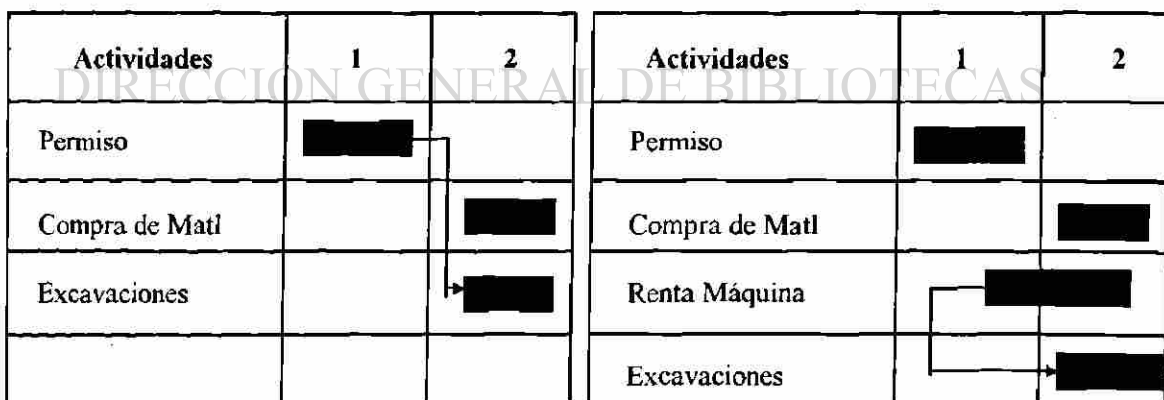 Actividades 1 2
DIRECCION GENERAL DE BIBLIOTECAS
Permiso
Compra de Matl
Excavaciones
Actividades 1 2
Permiso
Compra de Matl
Renta Máquina
Excavaciones